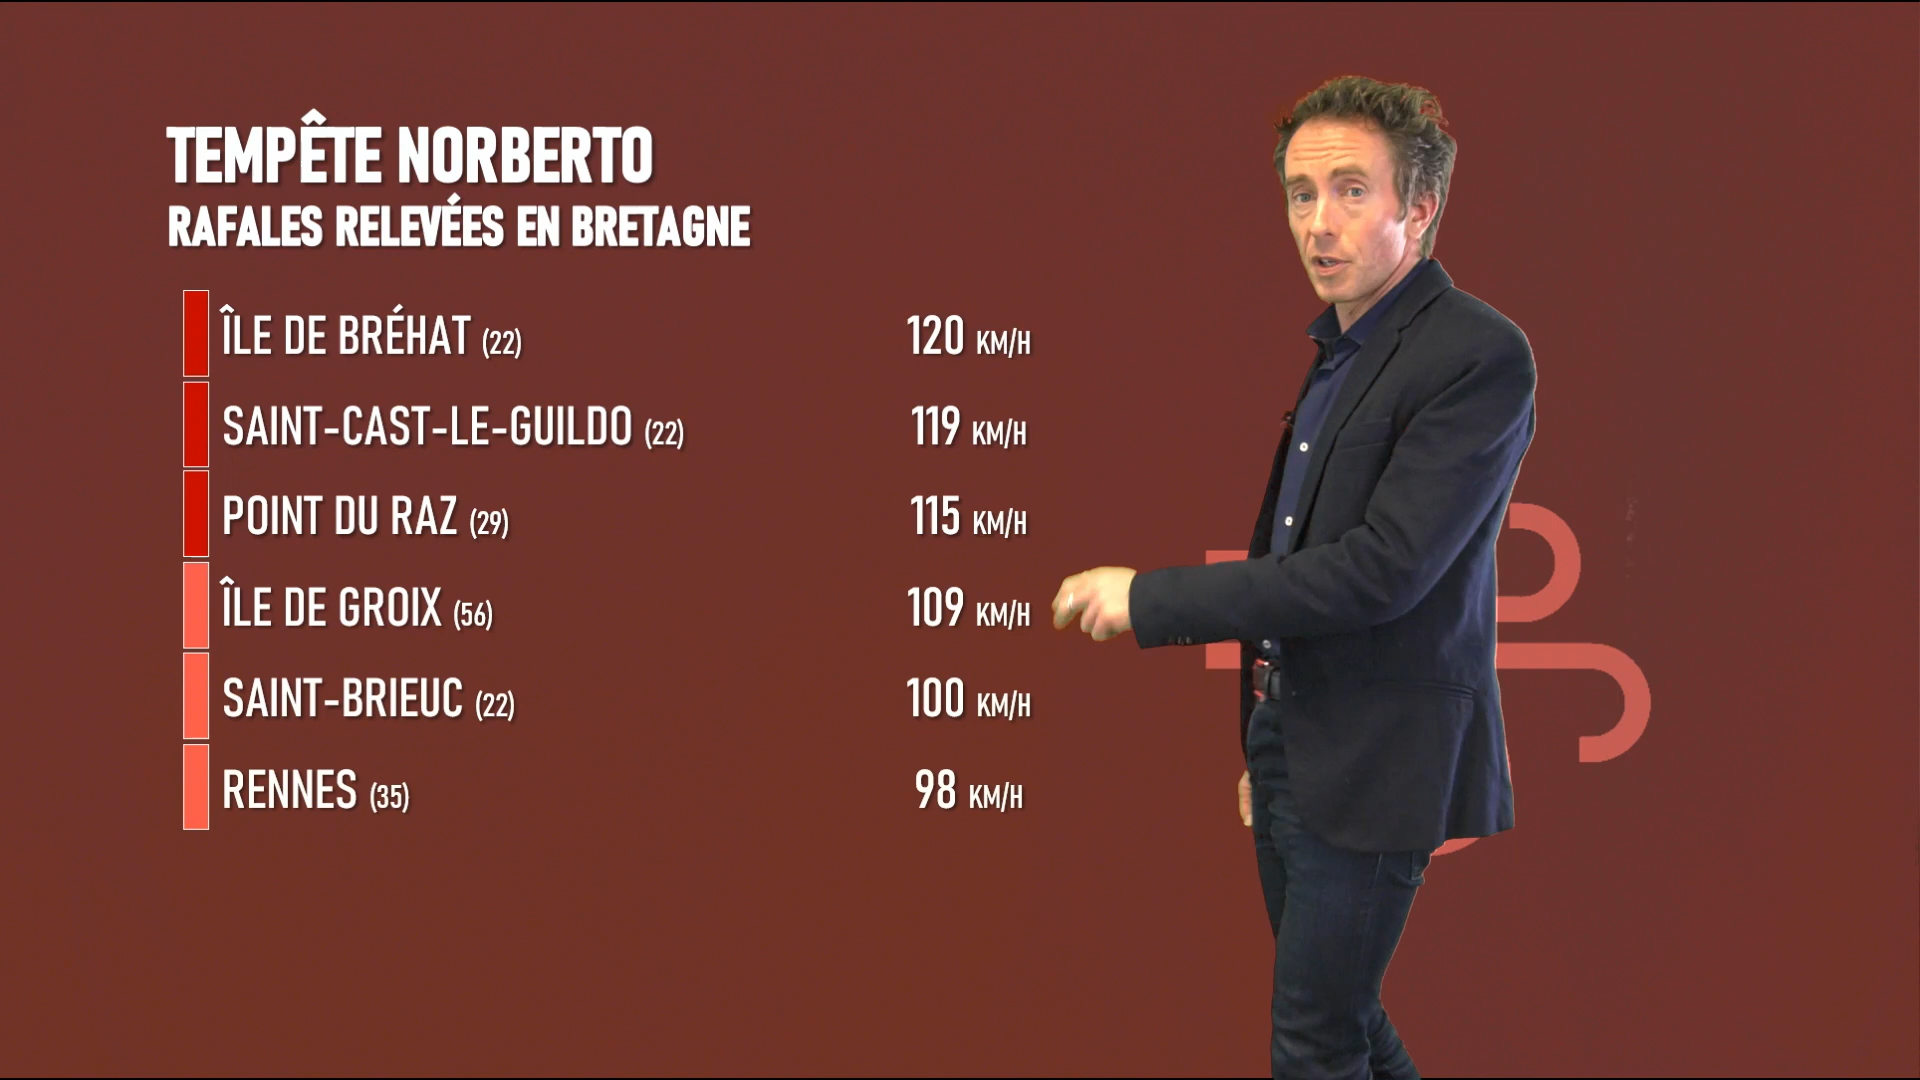 TEMPÊTE NORBERTO
RAFALES RELEVÉES EN BRETAGNE
ÎLE DE BRÉHAT (22) 120 KM/H
SAINT-CAST-LE-GUILDO (22) 119 KM/H
POINT DU RAZ (29) 115 KM/H
ÎLE DE GROIX (56) 109 KM/H
SAINT-BRIEUC (22) 100 KM/H
RENNES (35) 98 KM/H